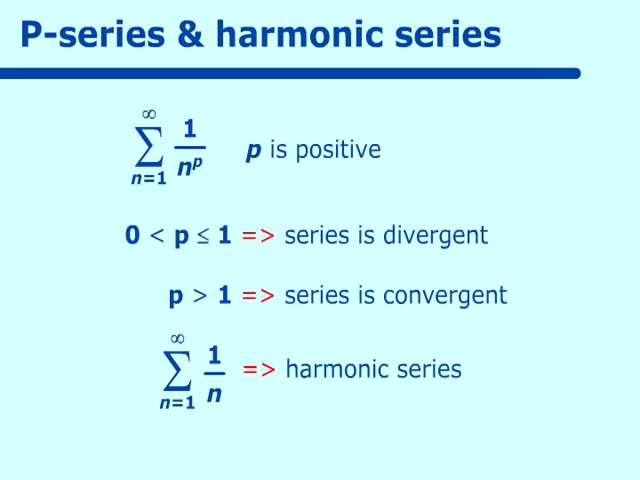 P-series & harmonic series
∞
∑ 1/nᵖ p is positive
n=1
0 < p ≤ 1 => series is divergent
p > 1 => series is convergent
∞
∑ 1/n => harmonic series
n=1